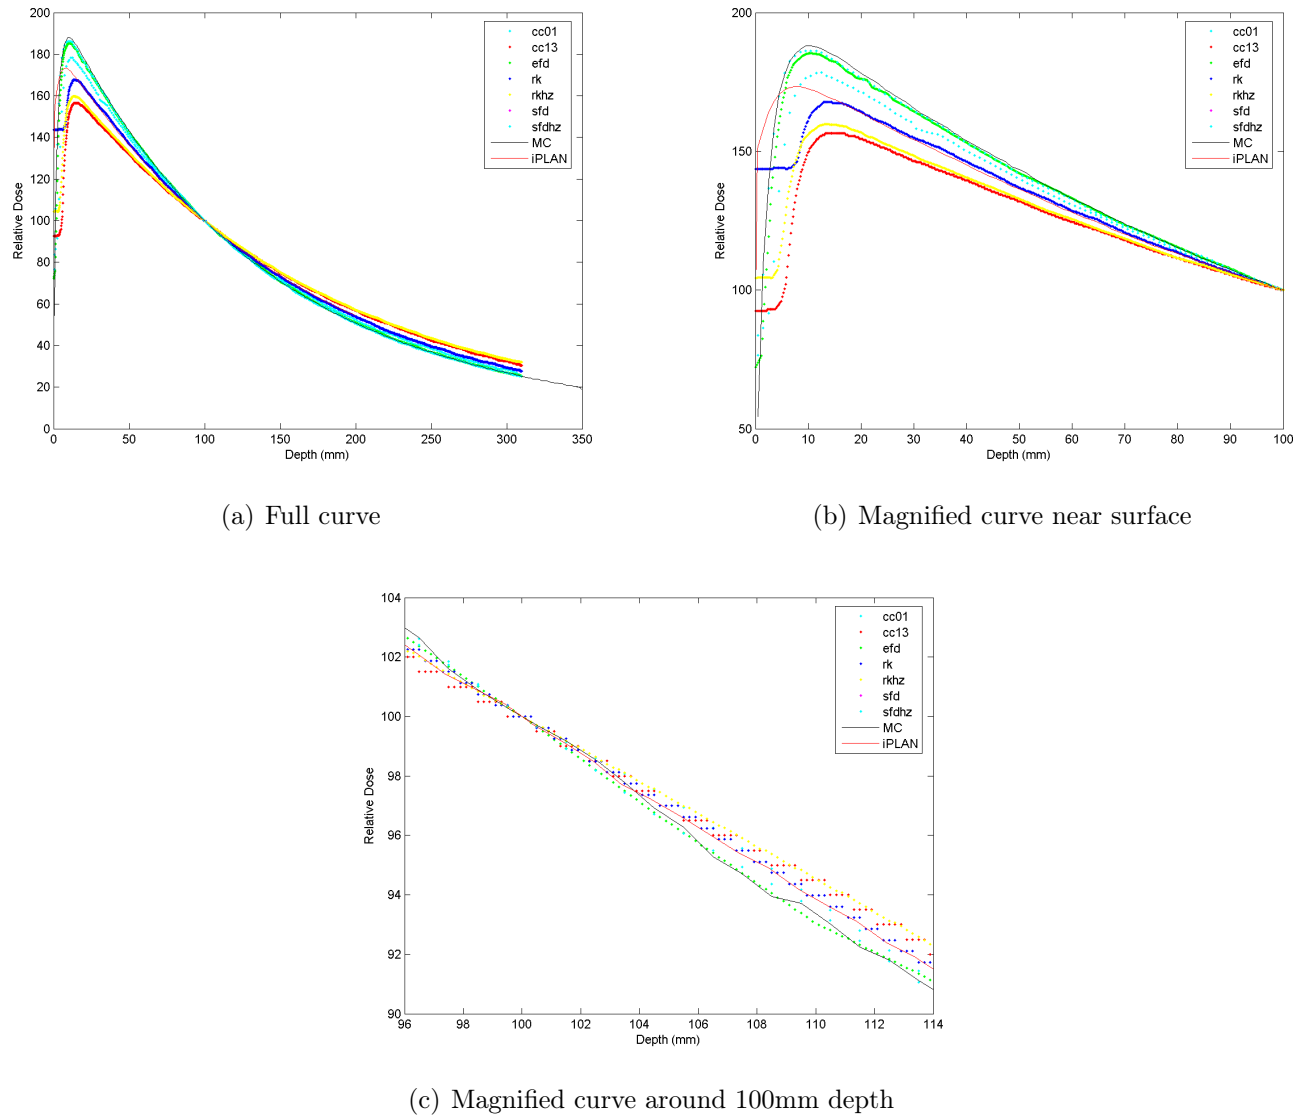 200
180
160
140
120
100
80
60
40
20
0
Relative Dose
0 50 100 150 200 250 300 350
Depth (mm)
cc01
cc13
efd
rk
rkhz
sfd
sfdhz
MC
iPLAN
(a) Full curve
200
150
100
50
Relative Dose
0 10 20 30 40 50 60 70 80 90 100
Depth (mm)
cc01
cc13
efd
rk
rkhz
sfd
sfdhz
MC
iPLAN
(b) Magnified curve near surface
104
102
100
98
96
94
92
90
Relative Dose
96 98 100 102 104 106 108 110 112 114
Depth (mm)
cc01
cc13
efd
rk
rkhz
sfd
sfdhz
MC
iPLAN
(c) Magnified curve around 100mm depth